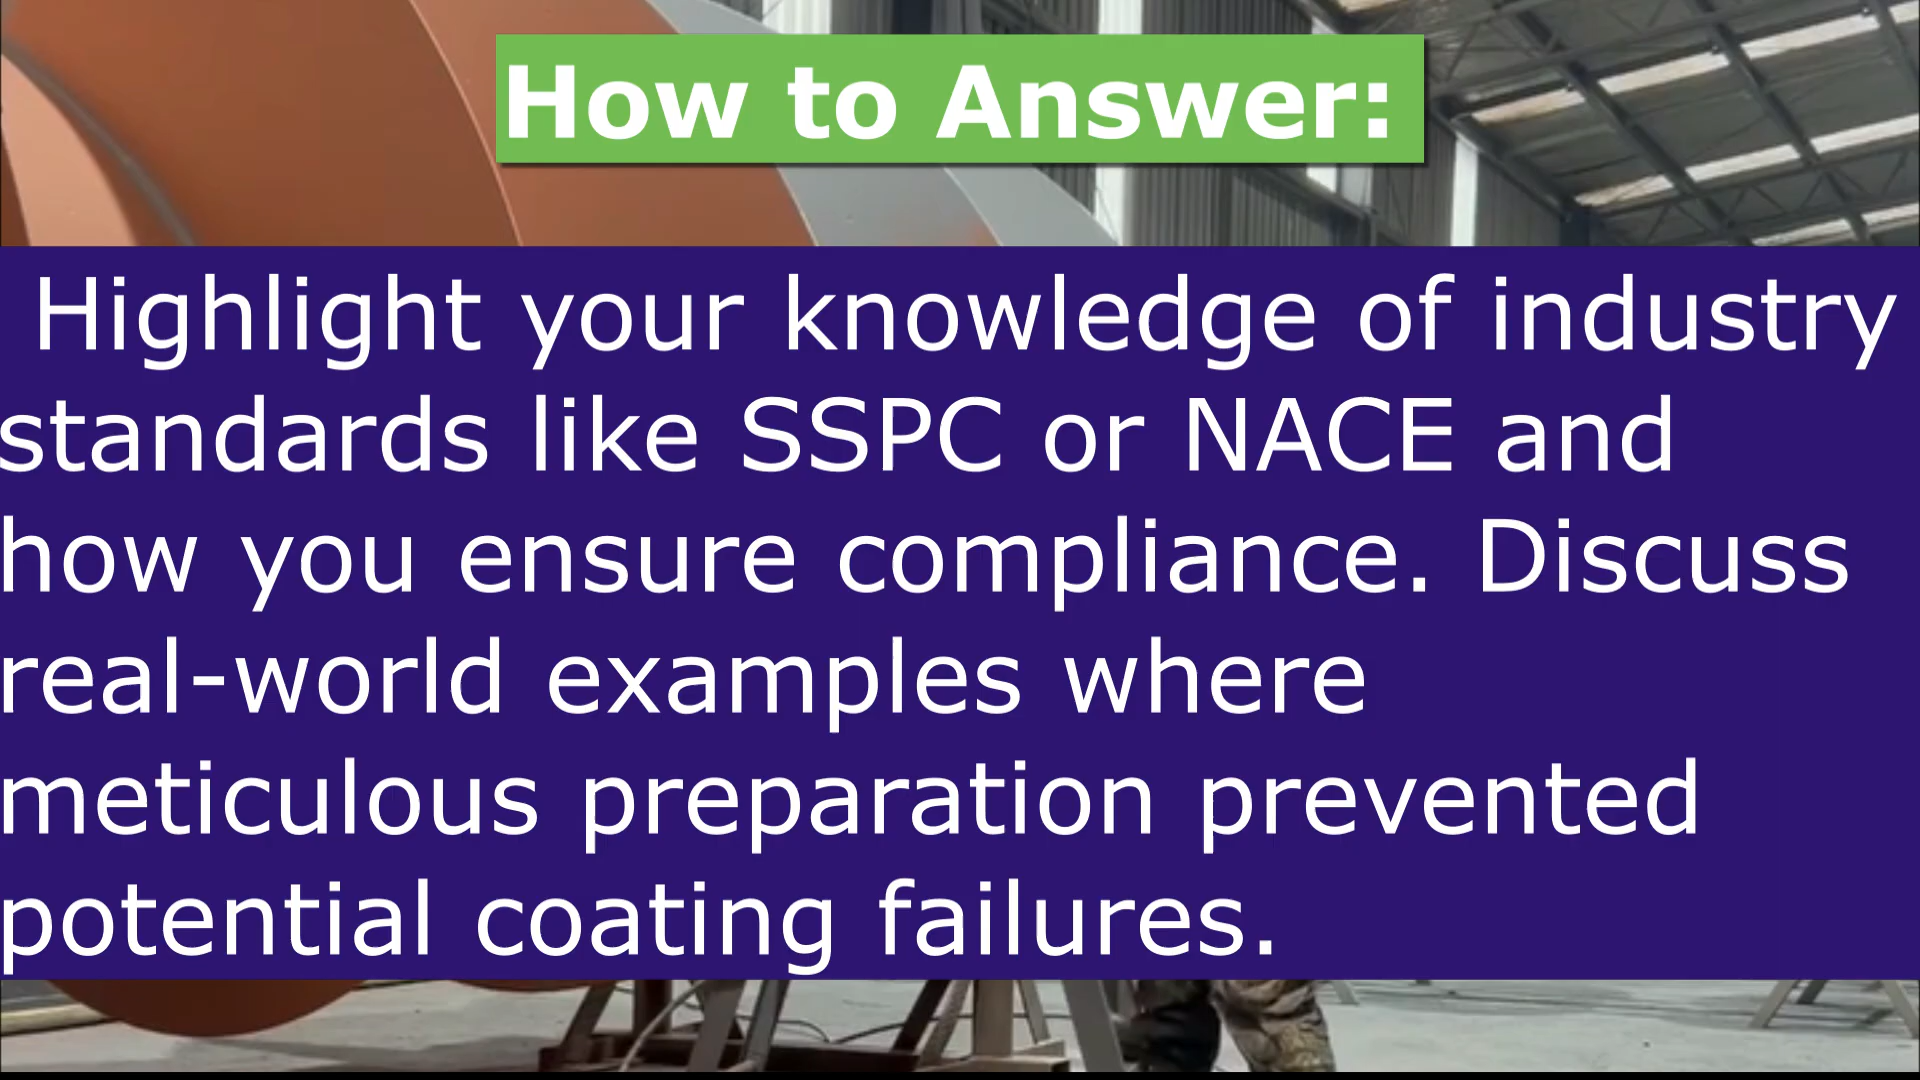 How to Answer:
Highlight your knowledge of industry
standards like SSPC or NACE and
how you ensure compliance. Discuss
real-world examples where
meticulous preparation prevented
potential coating failures.